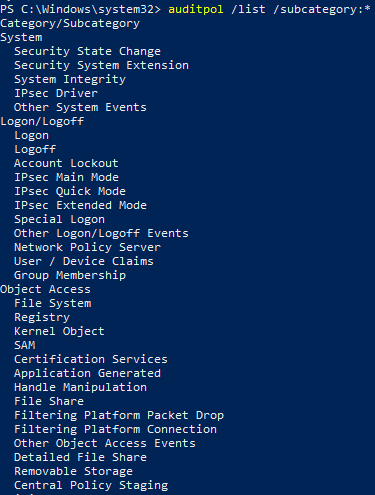 PS C:\Windows\system32> auditpol /list /subcategory:*
Category/Subcategory
System
  Security State Change
  Security System Extension
  System Integrity
  IPsec Driver
  Other System Events
Logon/Logoff
  Logon
  Logoff
  Account Lockout
  IPsec Main Mode
  IPsec Quick Mode
  IPsec Extended Mode
  Special Logon
  Other Logon/Logoff Events
  Network Policy Server
  User / Device Claims
  Group Membership
Object Access
  File System
  Registry
  Kernel Object
  SAM
  Certification Services
  Application Generated
  Handle Manipulation
  File Share
  Filtering Platform Packet Drop
  Filtering Platform Connection
  Other Object Access Events
  Detailed File Share
  Removable Storage
  Central Policy Staging